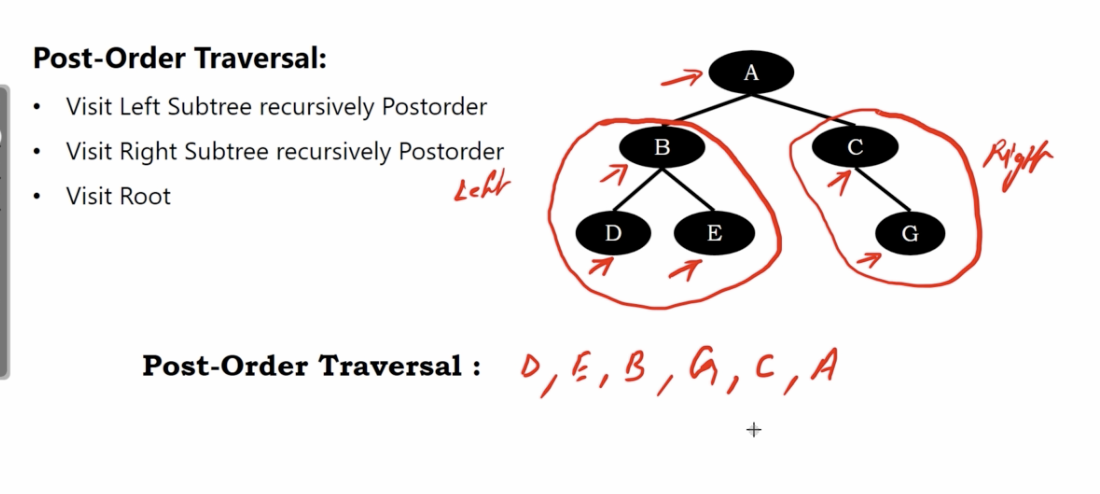 Post-Order Traversal:
• Visit Left Subtree recursively Postorder
• Visit Right Subtree recursively Postorder
• Visit Root
A
B
C
D
E
G
Left
Right
Post-Order Traversal : D, E, B, G, C, A